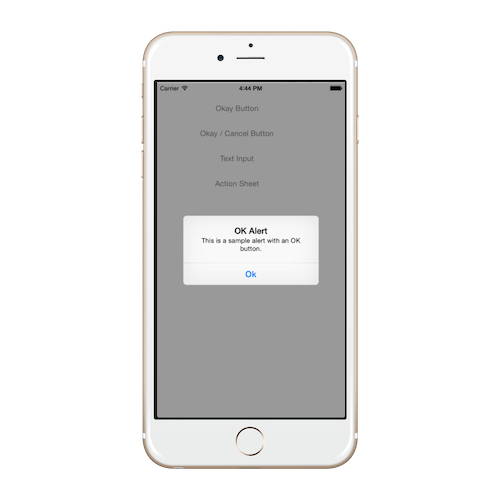 Carrier 4:44 PM
Okay Button
Okay / Cancel Button
Text Input
Action Sheet
OK Alert
This is a sample alert with an OK
button.
Ok